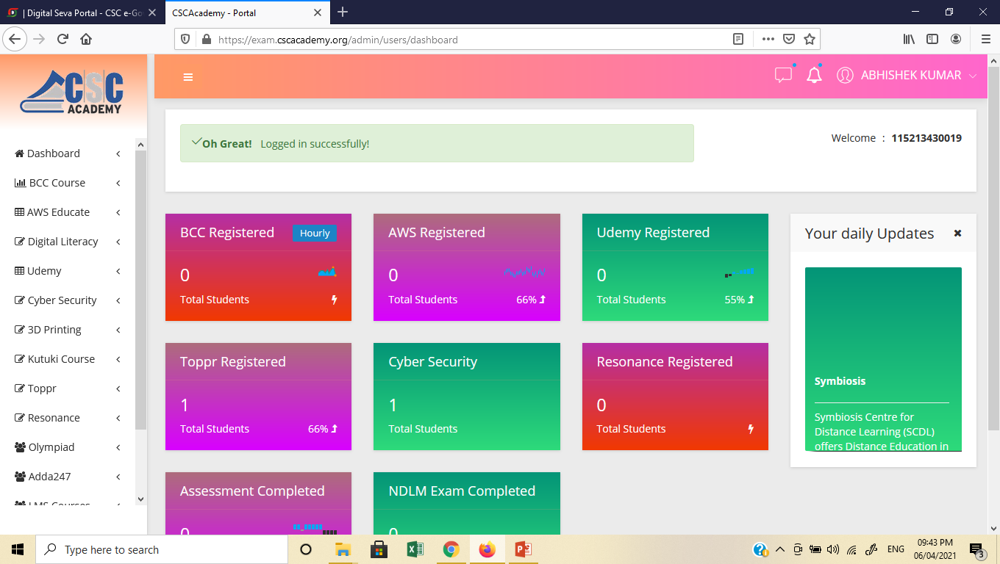 | Digital Seva Portal - CSC e-Go
CSCAcademy - Portal
https://exam.cscacademy.org/admin/users/dashboard
CSC
ACADEMY
ABHISHEK KUMAR
Dashboard
BCC Course
AWS Educate
Digital Literacy
Udemy
Cyber Security
3D Printing
Kutuki Course
Toppr
Resonance
Olympiad
Adda247
LMS Courses
Oh Great! Logged in successfully!
Welcome : 115213430019
BCC Registered
Hourly
0
Total Students
AWS Registered
0
Total Students
66%
Udemy Registered
0
Total Students
55%
Your daily Updates
Symbiosis
Symbiosis Centre for
Distance Learning (SCDL)
offers Distance Education in
Toppr Registered
1
Total Students
66%
Cyber Security
1
Total Students
Resonance Registered
0
Total Students
Assessment Completed
0
NDLM Exam Completed
0
Type here to search
ENG
09:43 PM
06/04/2021
3